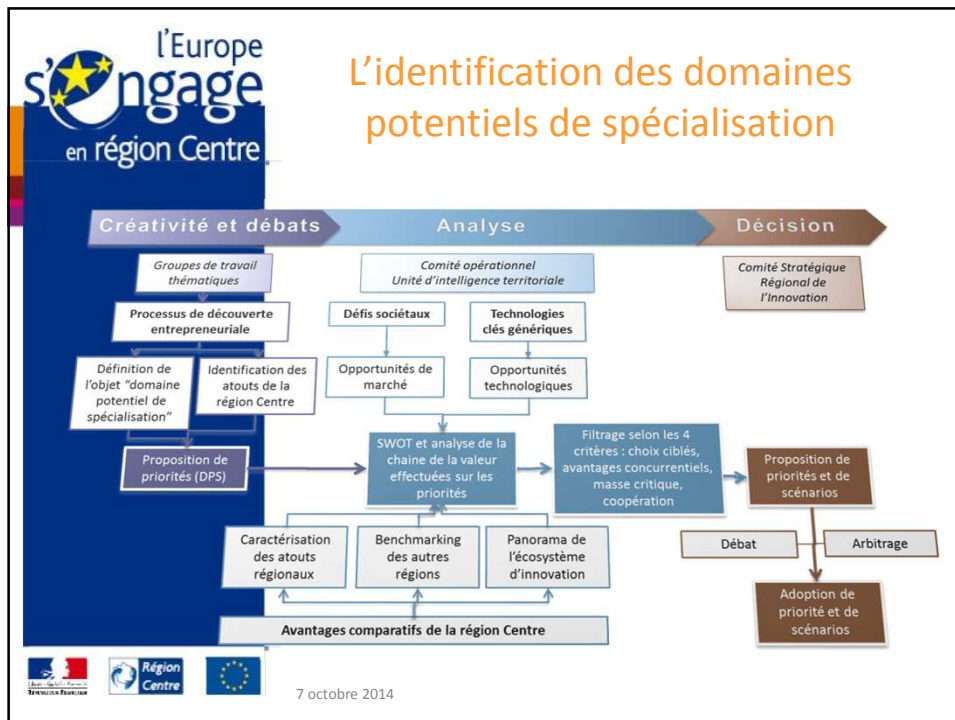 l'Europe
s'engage
en région Centre
L'identification des domaines
potentiels de spécialisation
Créativité et débats
Analyse
Décision
Groupes de travail
thématiques
Comité opérationnel
Unité d'intelligence territoriale
Comité Stratégique
Régional de
l'Innovation
Processus de découverte
entrepreneuriale
Défis sociétaux
Technologies
clés génériques
Définition de
l'objet "domaine
potentiel de
spécialisation"
Identification des
atouts de la
région Centre
Opportunités de
marché
Opportunités
technologiques
Proposition de
priorités (DPS)
SWOT et analyse de la
chaine de la valeur
effectuées sur les
priorités
Filtrage selon les 4
critères : choix ciblés,
avantages concurrentiels,
masse critique,
coopération
Proposition de
priorités et de
scénarios
Caractérisation
des atouts
régionaux
Benchmarking
des autres
régions
Panorama de
l'écosystème
d'innovation
Débat
Arbitrage
Adoption de
priorité et de
scénarios
Avantages comparatifs de la région Centre
Liberté • Égalité • Fraternité
RÉPUBLIQUE FRANÇAISE
Région
Centre
7 octobre 2014